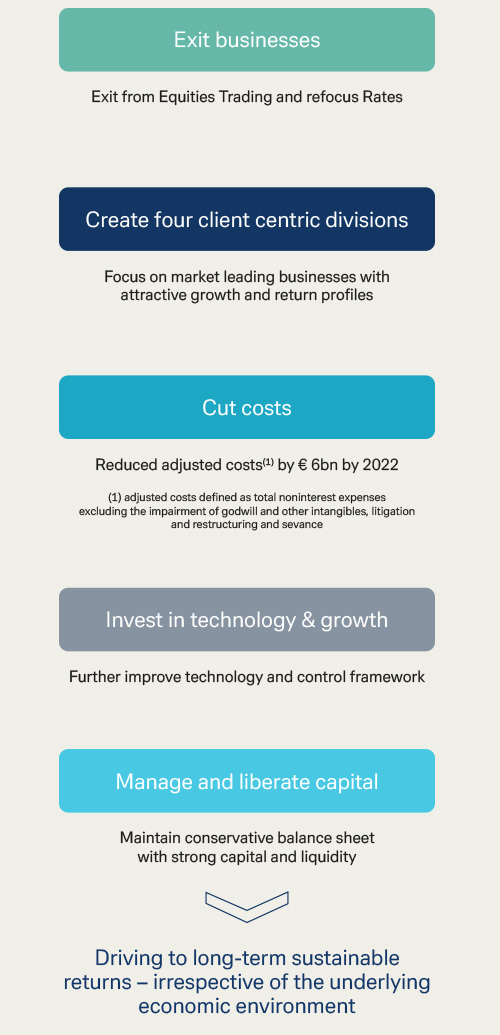 Exit businesses
Exit from Equities Trading and refocus Rates
Create four client centric divisions
Focus on market leading businesses with
attractive growth and return profiles
Cut costs
Reduced adjusted costs(1) by € 6bn by 2022
(1) adjusted costs defined as total noninterest expenses
excluding the impairment of godwill and other intangibles, litigation
and restructuring and sevance
Invest in technology & growth
Further improve technology and control framework
Manage and liberate capital
Maintain conservative balance sheet
with strong capital and liquidity
Driving to long-term sustainable
returns – irrespective of the underlying
economic environment